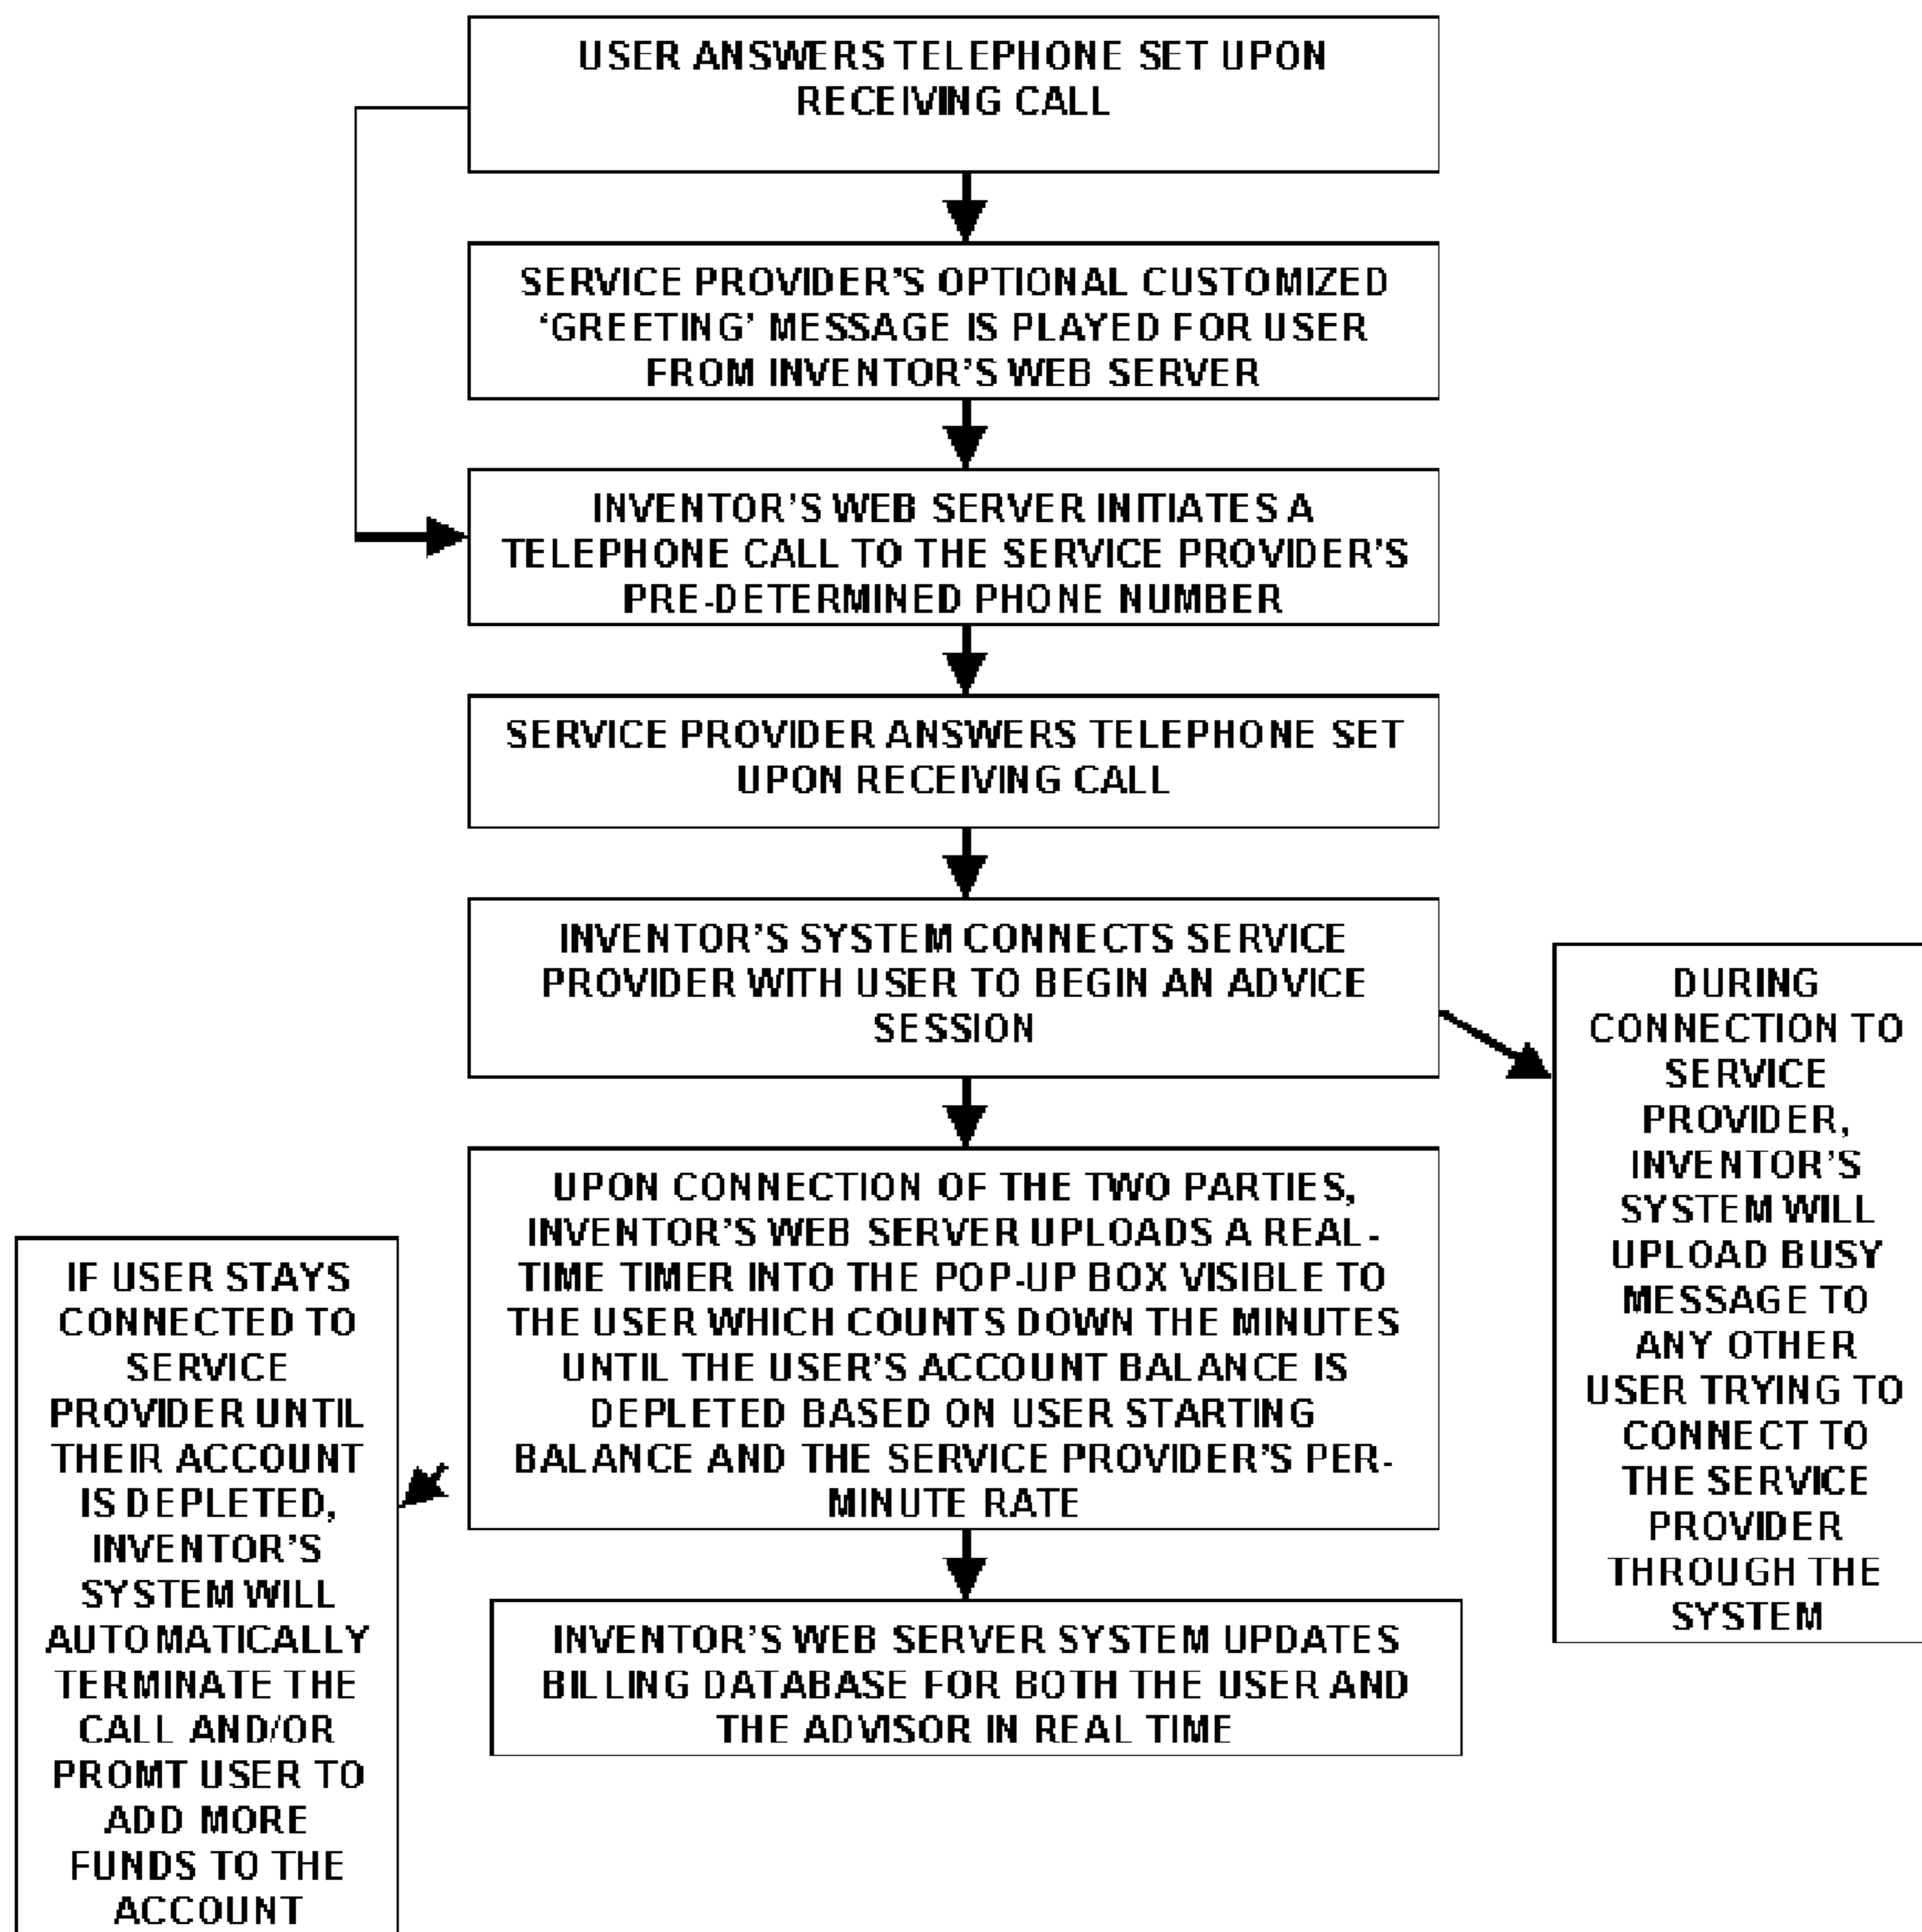 USER ANSWERS TELEPHONE SET UPON
RECEIVING CALL
SERVICE PROVIDER'S OPTIONAL CUSTOMIZED
‘GREETING’ MESSAGE IS PLAYED FOR USER
FROM INVENTOR'S WEB SERVER
INVENTOR'S WEB SERVER INITIATES A
TELEPHONE CALL TO THE SERVICE PROVIDER'S
PRE-DETERMINED PHONE NUMBER
SERVICE PROVIDER ANSWERS TELEPHONE SET
UPON RECEIVING CALL
INVENTOR'S SYSTEM CONNECTS SERVICE
PROVIDER WITH USER TO BEGIN AN ADVICE
SESSION
DURING
CONNECTION TO
SERVICE
PROVIDER,
INVENTOR'S
SYSTEM WILL
UPLOAD BUSY
MESSAGE TO
ANY OTHER
USER TRYING TO
CONNECT TO
THE SERVICE
PROVIDER
THROUGH THE
SYSTEM
UPON CONNECTION OF THE TWO PARTIES,
INVENTOR'S WEB SERVER UPLOADS A REAL-
TIME TIMER INTO THE POP-UP BOX VISIBLE TO
THE USER WHICH COUNTS DOWN THE MINUTES
UNTIL THE USER'S ACCOUNT BALANCE IS
DEPLETED BASED ON USER STARTING
BALANCE AND THE SERVICE PROVIDER'S PER-
MINUTE RATE
IF USER STAYS
CONNECTED TO
SERVICE
PROVIDER UNTIL
THEIR ACCOUNT
IS DEPLETED,
INVENTOR'S
SYSTEM WILL
AUTOMATICALLY
TERMINATE THE
CALL AND/OR
PROMT USER TO
ADD MORE
FUNDS TO THE
ACCOUNT
INVENTOR'S WEB SERVER SYSTEM UPDATES
BILLING DATABASE FOR BOTH THE USER AND
THE ADVISOR IN REAL TIME